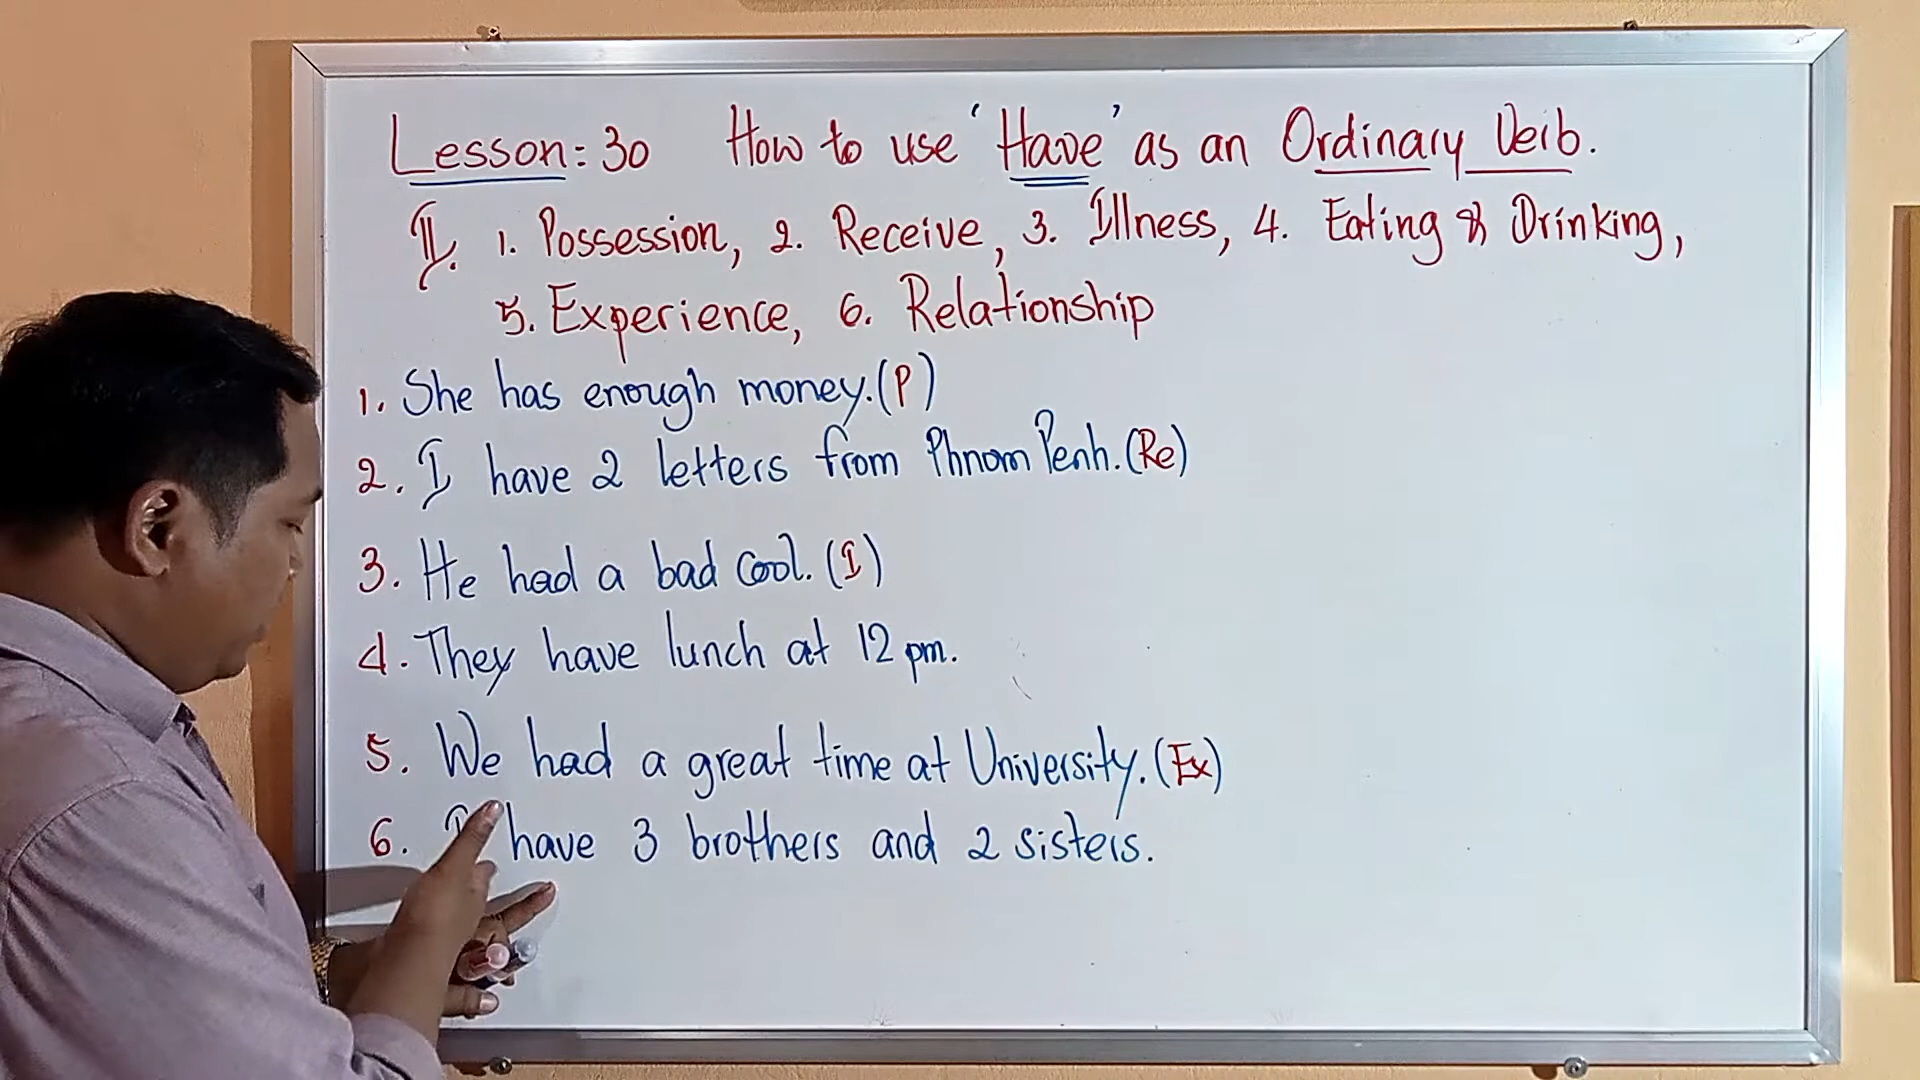 Lesson: 30 How to use 'Have' as an Ordinary Verb.
II. 1. Possession, 2. Receive, 3. Illness, 4. Eating & Drinking,
5. Experience, 6. Relationship
1. She has enough money. (P)
2. I have 2 letters from Phnom Penh. (Re)
3. He had a bad cool. (I)
4. They have lunch at 12 pm.
5. We had a great time at University. (Ex)
6. I have 3 brothers and 2 sisters.